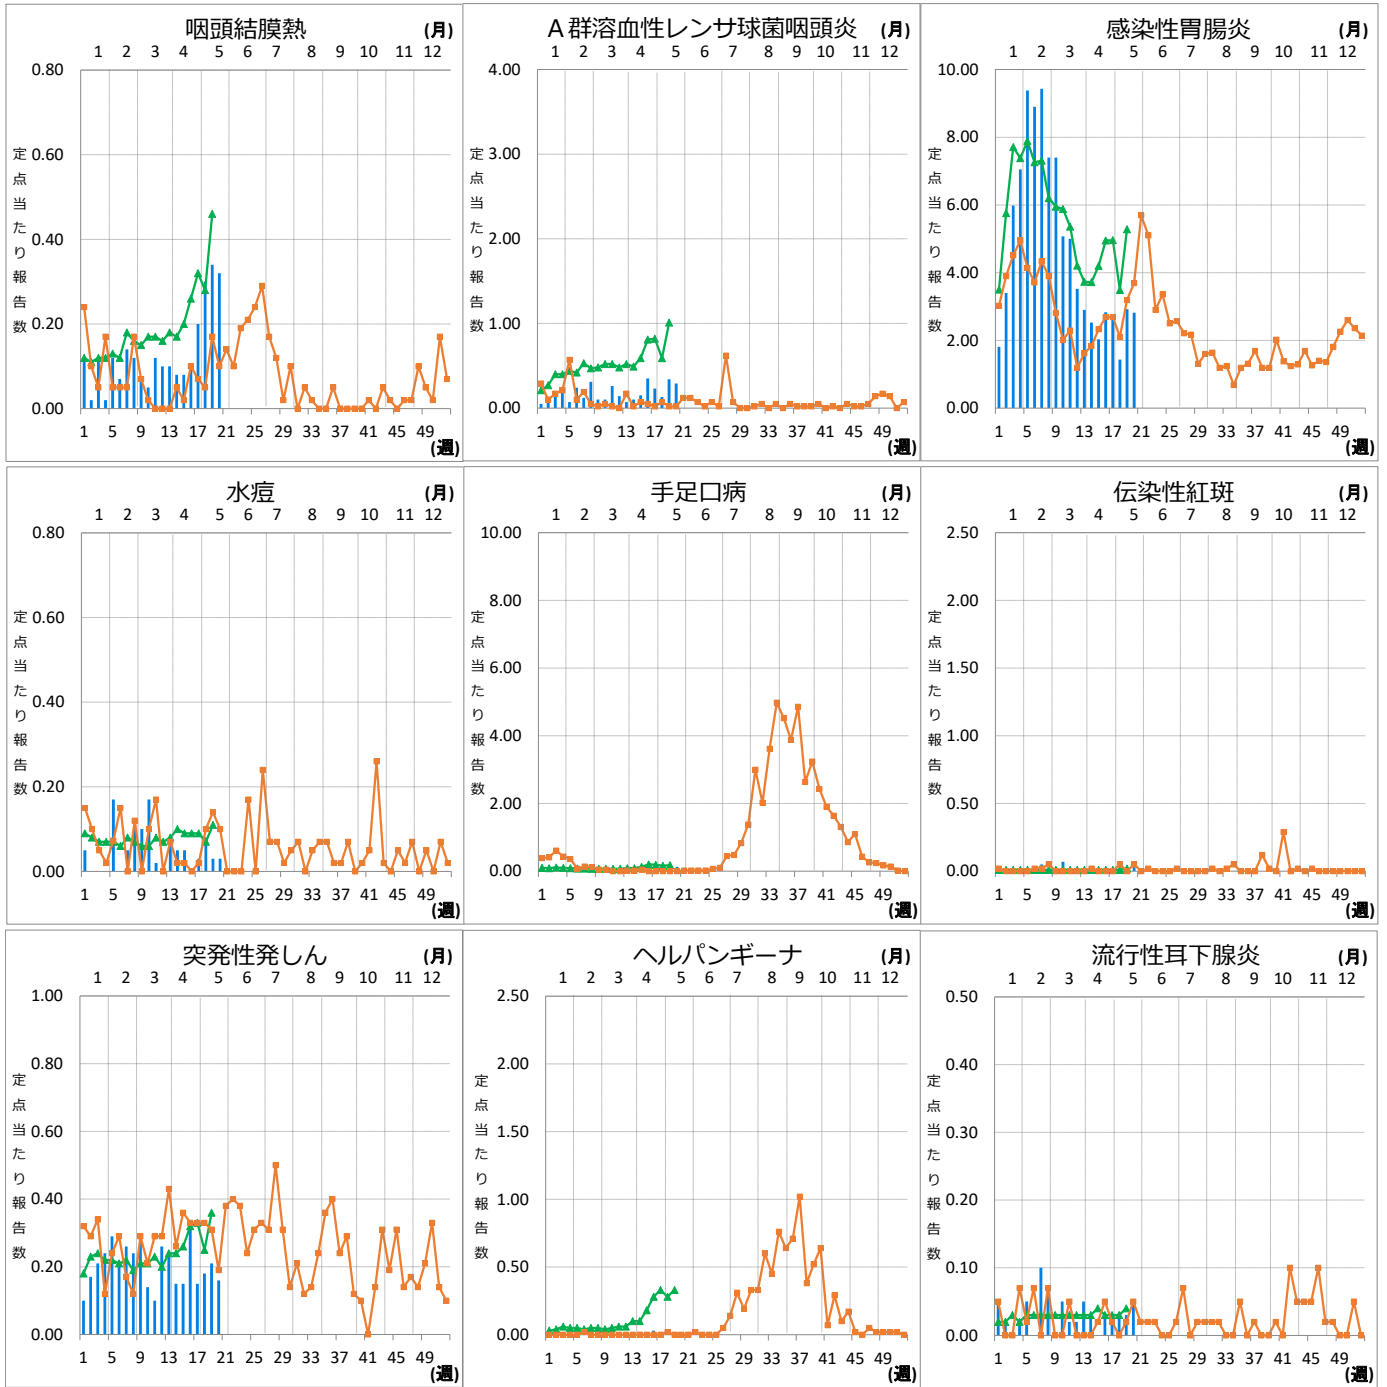 咽頭結膜熱 (月)
1 2 3 4 5 6 7 8 9 10 11 12
0.80
0.60
0.40
0.20
0.00
定点当たり報告数
1 5 9 13 17 21 25 29 33 37 41 45 49
(週)
A群溶血性レンサ球菌咽頭炎 (月)
1 2 3 4 5 6 7 8 9 10 11 12
4.00
3.00
2.00
1.00
0.00
定点当たり報告数
1 5 9 13 17 21 25 29 33 37 41 45 49
(週)
感染性胃腸炎 (月)
1 2 3 4 5 6 7 8 9 10 11 12
10.00
8.00
6.00
4.00
2.00
0.00
定点当たり報告数
1 5 9 13 17 21 25 29 33 37 41 45 49
(週)
水痘 (月)
1 2 3 4 5 6 7 8 9 10 11 12
0.80
0.60
0.40
0.20
0.00
定点当たり報告数
1 5 9 13 17 21 25 29 33 37 41 45 49
(週)
手足口病 (月)
1 2 3 4 5 6 7 8 9 10 11 12
10.00
8.00
6.00
4.00
2.00
0.00
定点当たり報告数
1 5 9 13 17 21 25 29 33 37 41 45 49
(週)
伝染性紅斑 (月)
1 2 3 4 5 6 7 8 9 10 11 12
2.50
2.00
1.50
1.00
0.50
0.00
定点当たり報告数
1 5 9 13 17 21 25 29 33 37 41 45 49
(週)
突発性発しん (月)
1 2 3 4 5 6 7 8 9 10 11 12
1.00
0.80
0.60
0.40
0.20
0.00
定点当たり報告数
1 5 9 13 17 21 25 29 33 37 41 45 49
(週)
ヘルパンギーナ (月)
1 2 3 4 5 6 7 8 9 10 11 12
2.50
2.00
1.50
1.00
0.50
0.00
定点当たり報告数
1 5 9 13 17 21 25 29 33 37 41 45 49
(週)
流行性耳下腺炎 (月)
1 2 3 4 5 6 7 8 9 10 11 12
0.50
0.40
0.30
0.20
0.10
0.00
定点当たり報告数
1 5 9 13 17 21 25 29 33 37 41 45 49
(週)